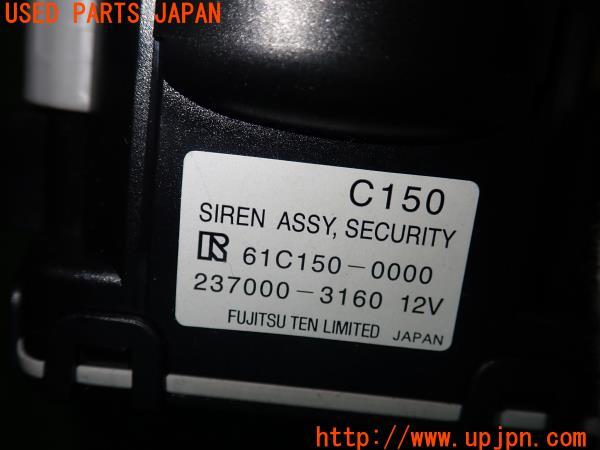 USED PARTS JAPAN
C150
SIREN ASSY, SECURITY
R 61C150-0000
237000-3160 12V
FUJITSU TEN LIMITED JAPAN
http://www.upjpn.com